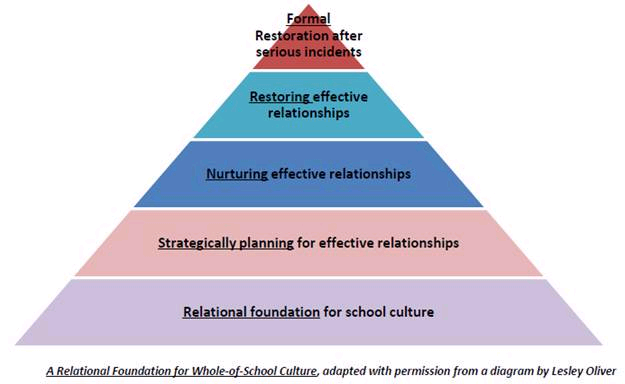 Formal
Restoration after
serious incidents
Restoring effective
relationships
Nurturing effective relationships
Strategically planning for effective relationships
Relational foundation for school culture
A Relational Foundation for Whole-of-School Culture, adapted with permission from a diagram by Lesley Oliver